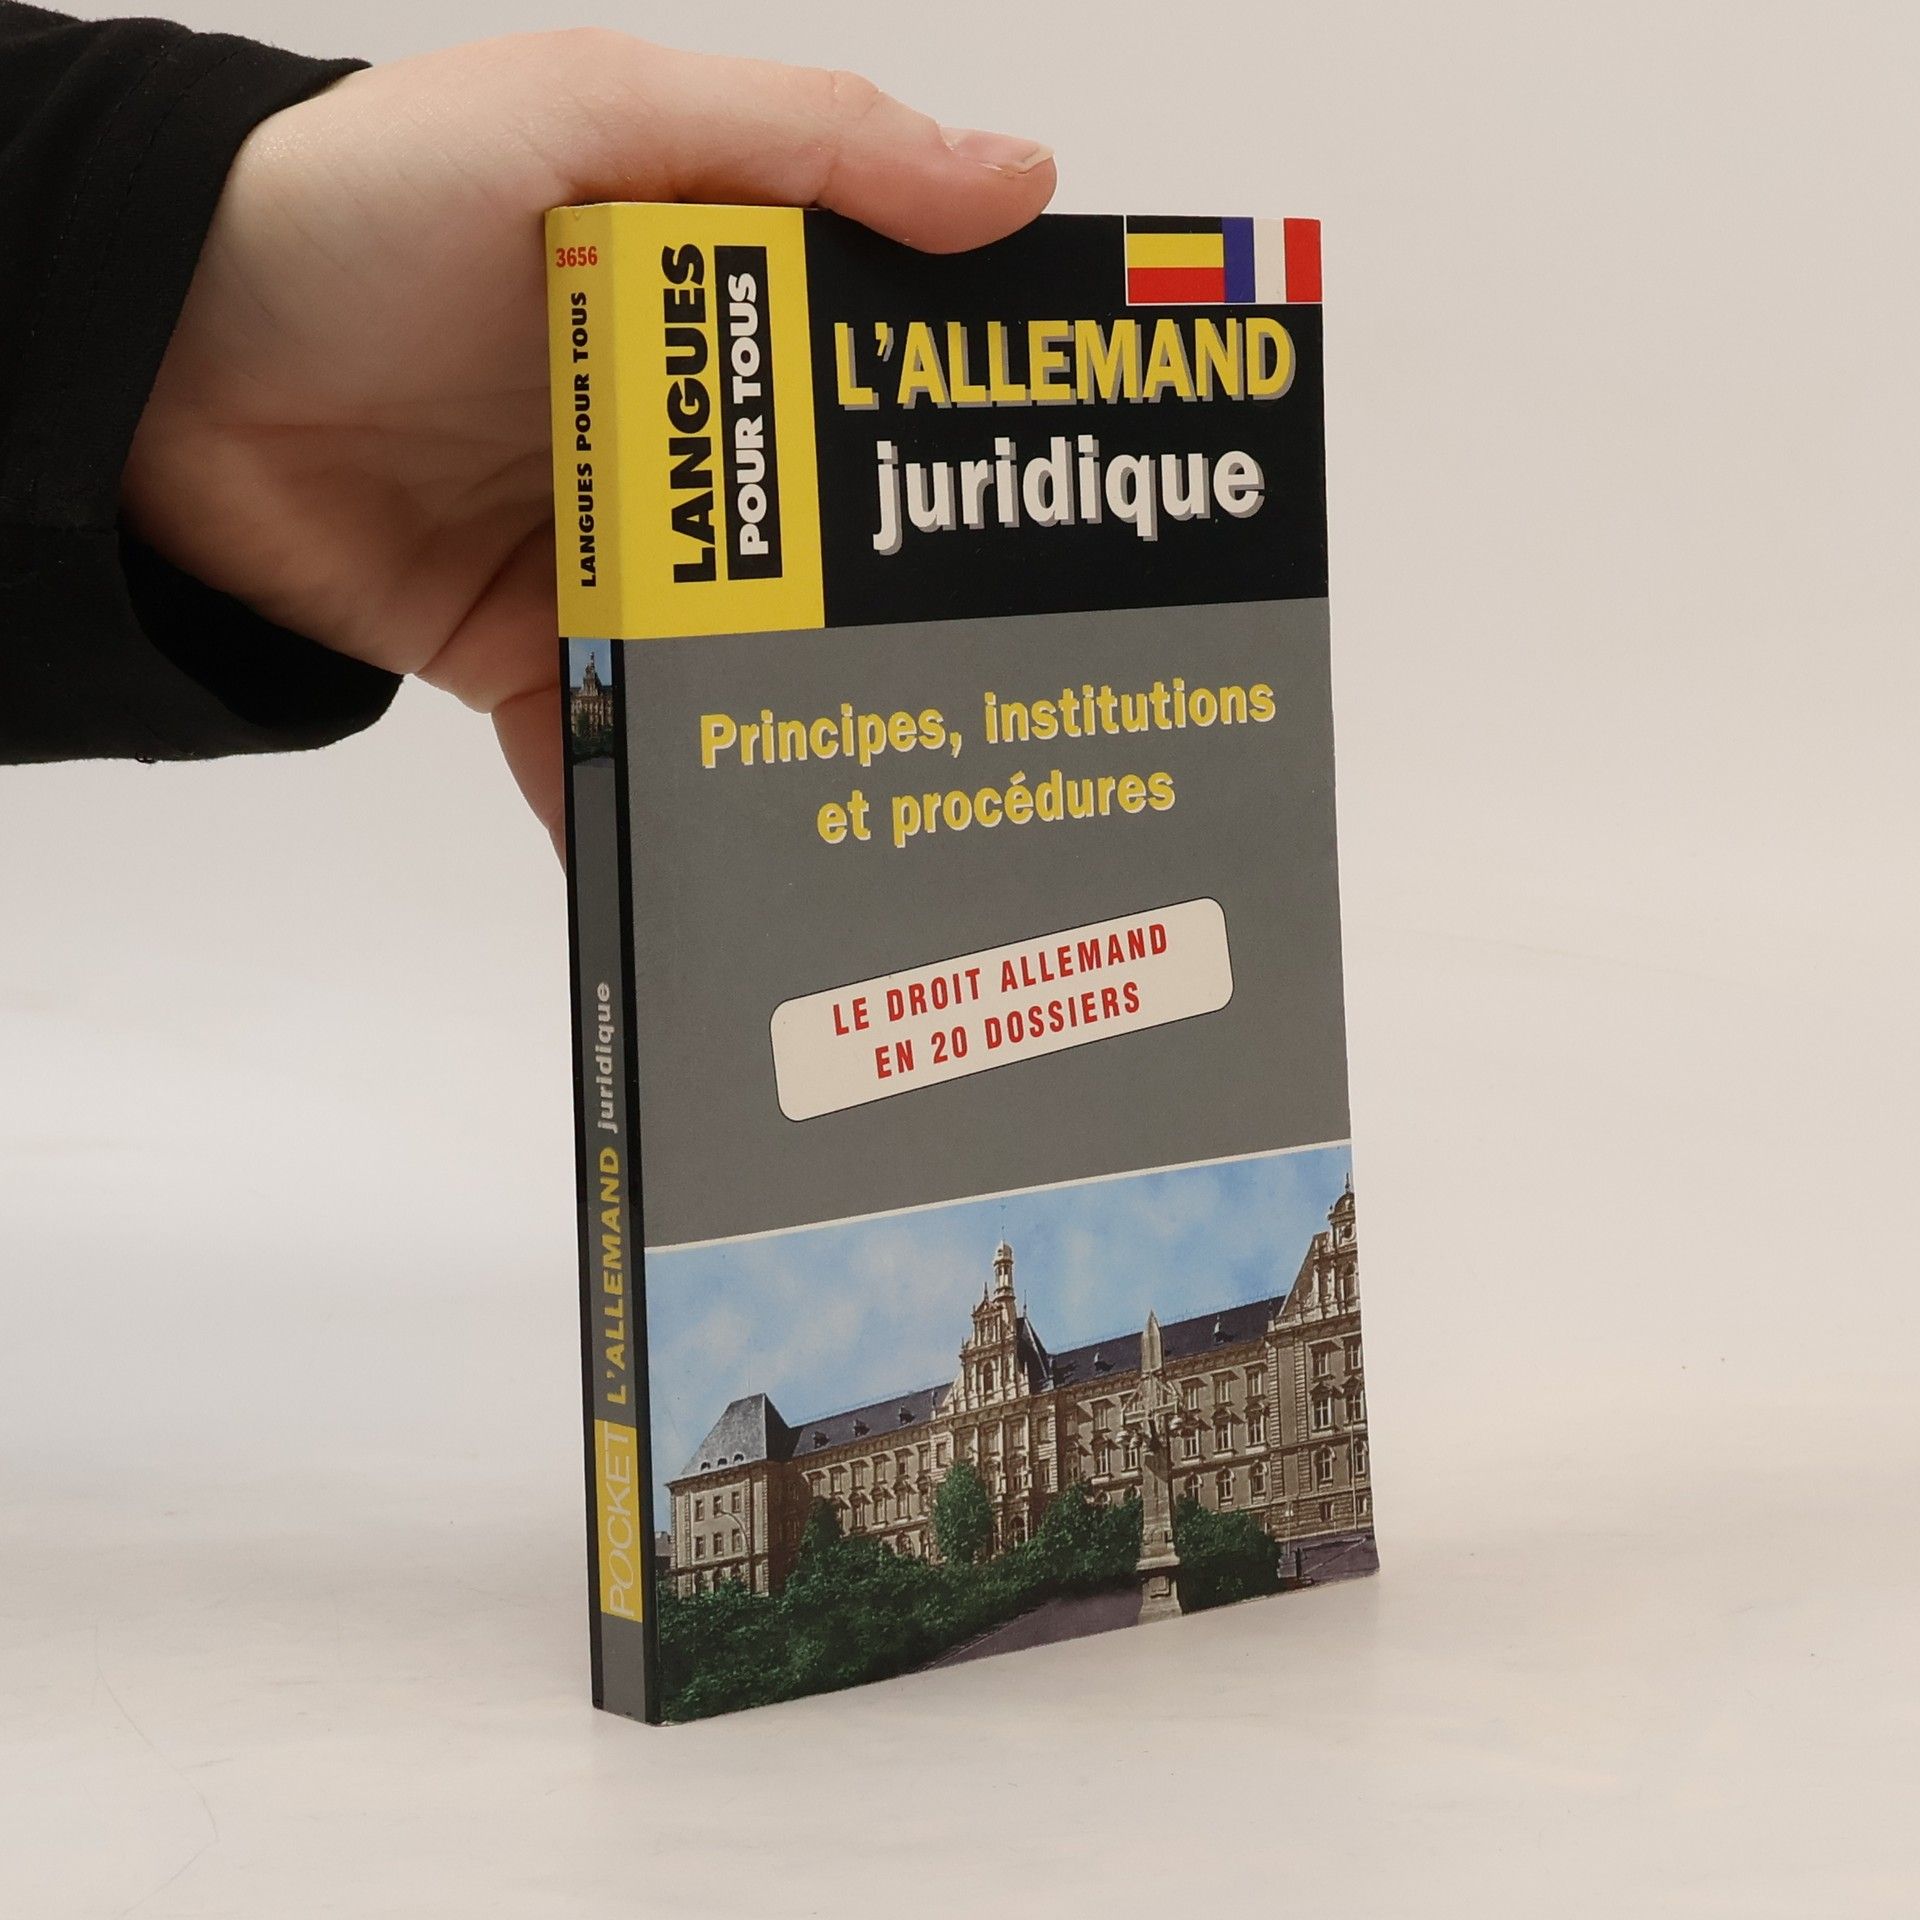 3656
LANGUES POUR TOUS
L'ALLEMAND juridique
POCKET
LANGUES
POUR TOUS
L'ALLEMAND
juridique
Principes, institutions
et procédures
LE DROIT ALLEMAND
EN 20 DOSSIERS